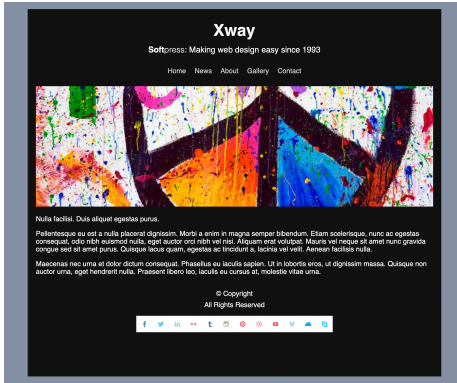 Xway
Softpress: Making web design easy since 1993
Home News About Gallery Contact
Nulla facilisi. Duis aliquet egestas purus.
Pellentesque eu est a nulla placerat dignissim. Morbi a enim in magna semper bibendum. Etiam scelerisque, nunc ac egestas
consequat, odio nibh euismod nulla, eget auctor orci nibh vel nisi. Aliquam erat volutpat. Mauris vel neque sit amet nunc gravida
congue sed sit amet purus. Quisque lacus quam, egestas ac tincidunt a, lacinia vel velit. Aenean facilisis nulla.
Maecenas nec urna et dolor dictum consequat. Phasellus eu iaculis sapien. Ut in lobortis eros, ut dignissim massa. Quisque non
auctor urna, eget hendrerit nulla. Praesent libero leo, iaculis eu cursus at, molestie vitae urna.
© Copyright
All Rights Reserved